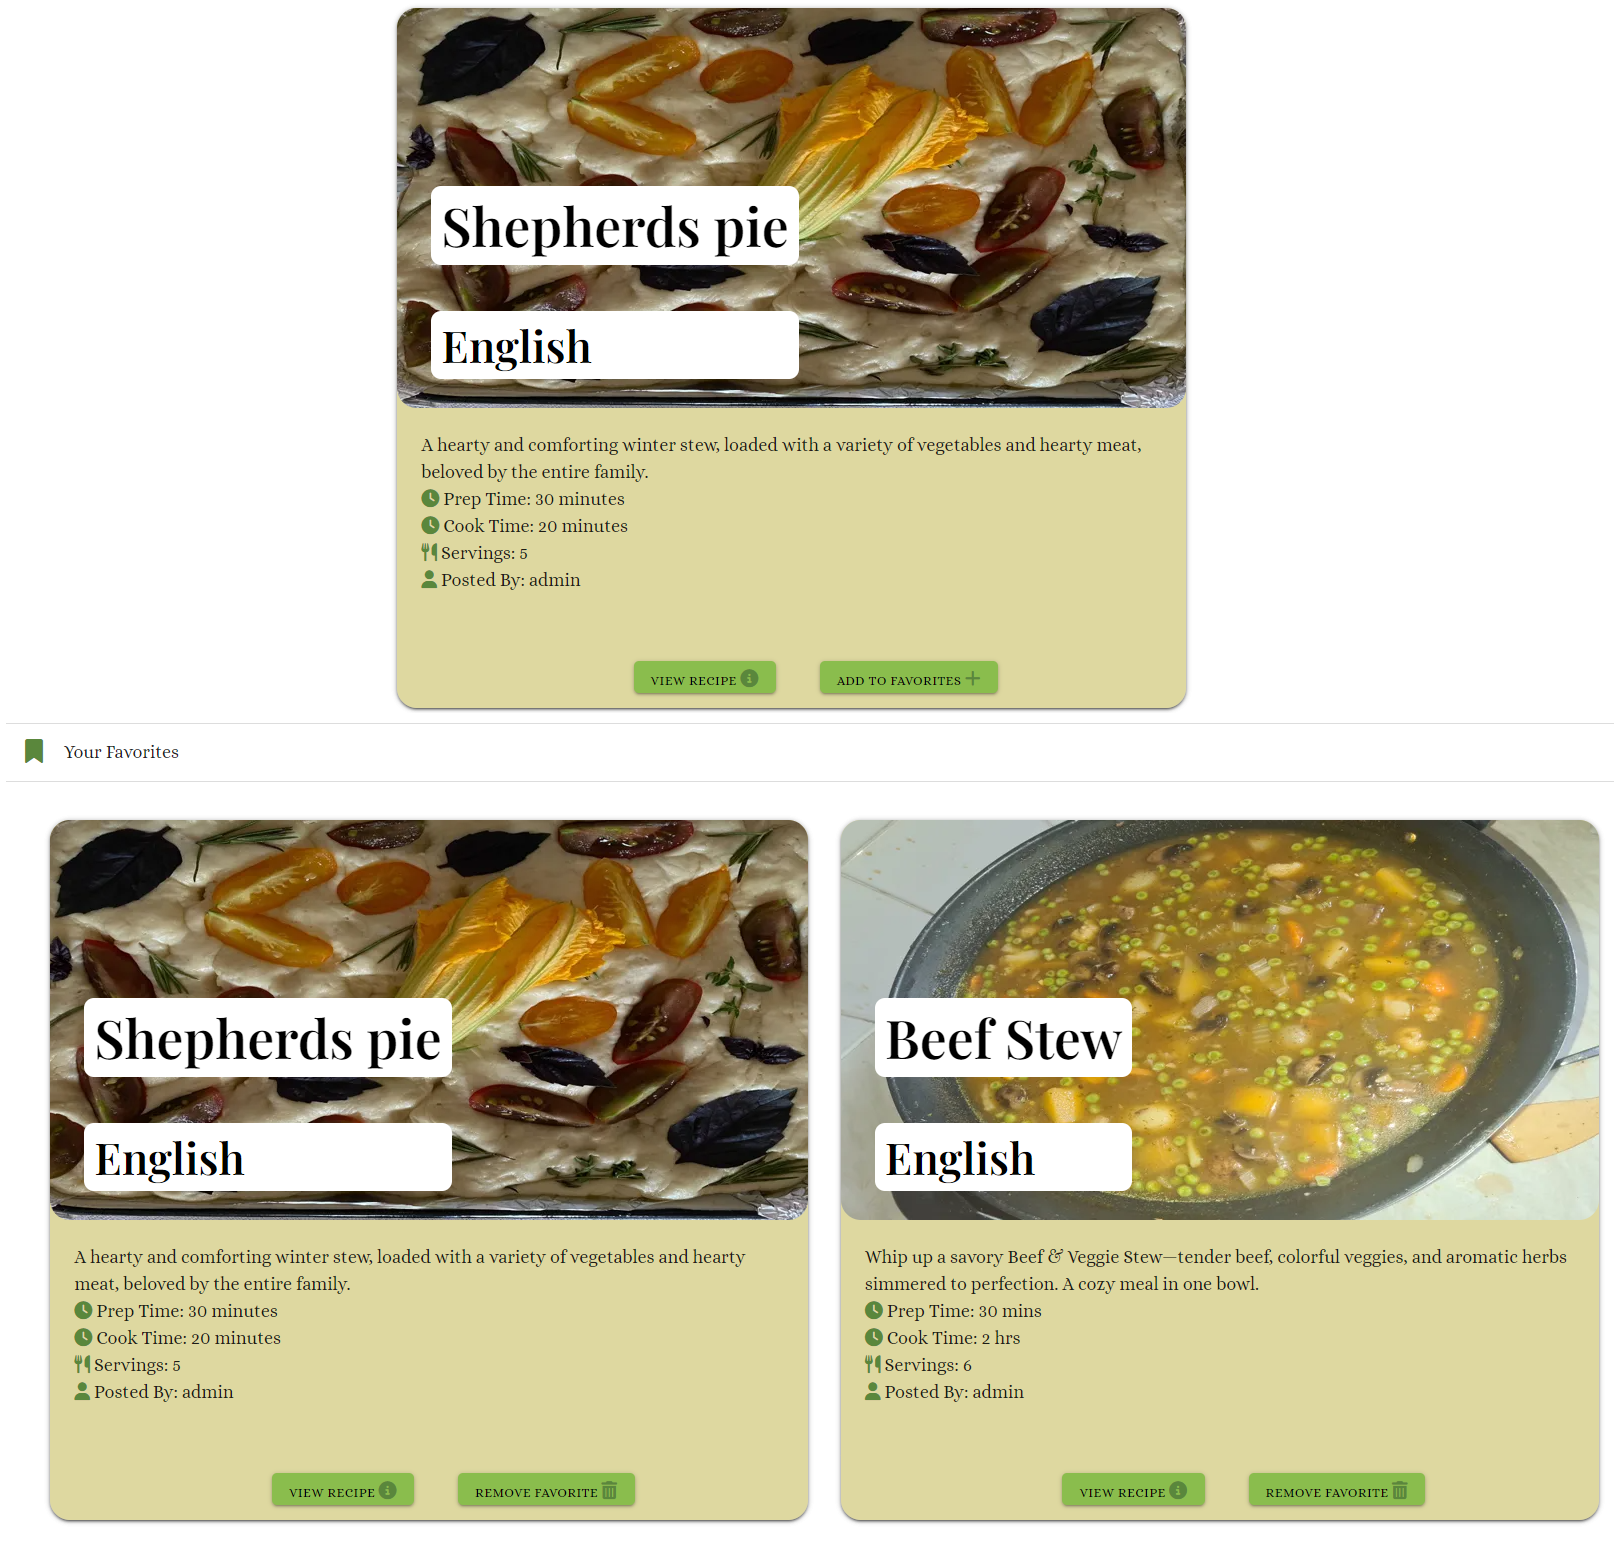 Shepherds pie
English
A hearty and comforting winter stew, loaded with a variety of vegetables and hearty meat,
beloved by the entire family.
Prep Time: 30 minutes
Cook Time: 20 minutes
Servings: 5
Posted By: admin
VIEW RECIPE
ADD TO FAVORITES
Your Favorites
Shepherds pie
English
A hearty and comforting winter stew, loaded with a variety of vegetables and hearty
meat, beloved by the entire family.
Prep Time: 30 minutes
Cook Time: 20 minutes
Servings: 5
Posted By: admin
VIEW RECIPE
REMOVE FAVORITE
Beef Stew
English
Whip up a savory Beef & Veggie Stew—tender beef, colorful veggies, and aromatic herbs
simmered to perfection. A cozy meal in one bowl.
Prep Time: 30 mins
Cook Time: 2 hrs
Servings: 6
Posted By: admin
VIEW RECIPE
REMOVE FAVORITE